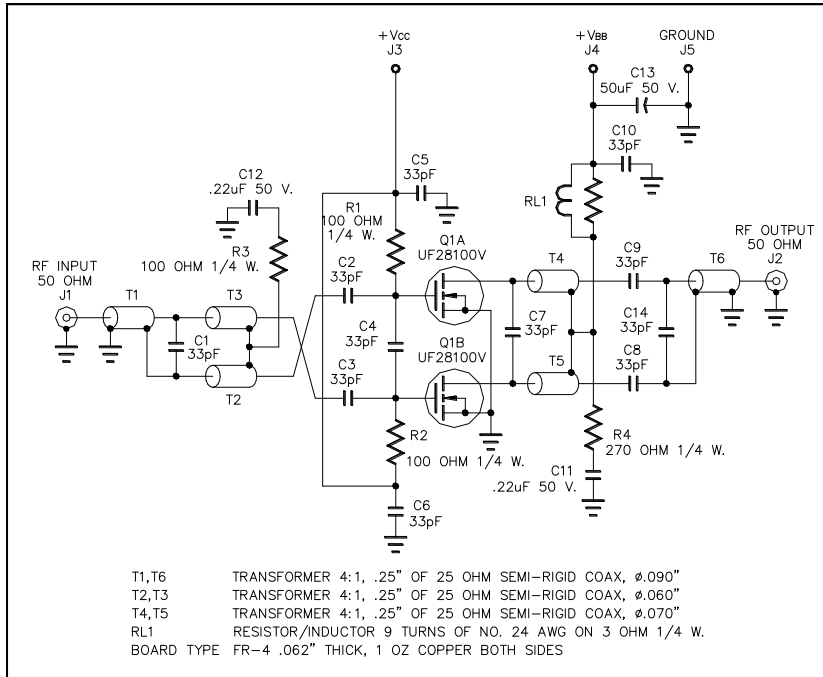 +VCC
J3
+VBB
J4
GROUND
J5
C13
50uF 50 V.
C12
.22uF 50 V.
C5
33pF
C10
33pF
R1
100 OHM
1/4 W.
RL1
R3
100 OHM 1/4 W.
Q1A
UF28100V
RF INPUT
50 OHM
J1
T1
T3
C2
33pF
T4
C9
33pF
T6
RF OUTPUT
50 OHM
J2
C1
33pF
C4
33pF
C7
33pF
C14
33pF
Q1B
UF28100V
C3
33pF
T5
C8
33pF
T2
R2
100 OHM 1/4 W.
R4
270 OHM 1/4 W.
C11
.22uF 50 V.
C6
33pF
T1,T6 TRANSFORMER 4:1, .25" OF 25 OHM SEMI-RIGID COAX, ø.090"
T2,T3 TRANSFORMER 4:1, .25" OF 25 OHM SEMI-RIGID COAX, ø.060"
T4,T5 TRANSFORMER 4:1, .25" OF 25 OHM SEMI-RIGID COAX, ø.070"
RL1 RESISTOR/INDUCTOR 9 TURNS OF NO. 24 AWG ON 3 OHM 1/4 W.
BOARD TYPE FR-4 .062" THICK, 1 OZ COPPER BOTH SIDES